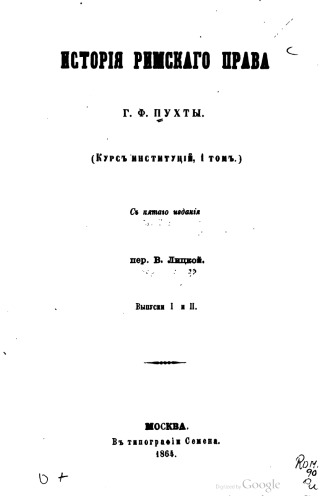 ИСТОРІЯ РИМСКАГО ПРАВА
Г. Ф. ПУХТЫ.
(КУРСЪ ИНСТИТУЦІЙ, I ТОМЪ.)
Съ пятаго изданія
пер. В. Лицкой.
Выпуски I и II.
МОСКВА.
Въ типографіи Семена.
1864.
Rom.
90
Digitized by Google